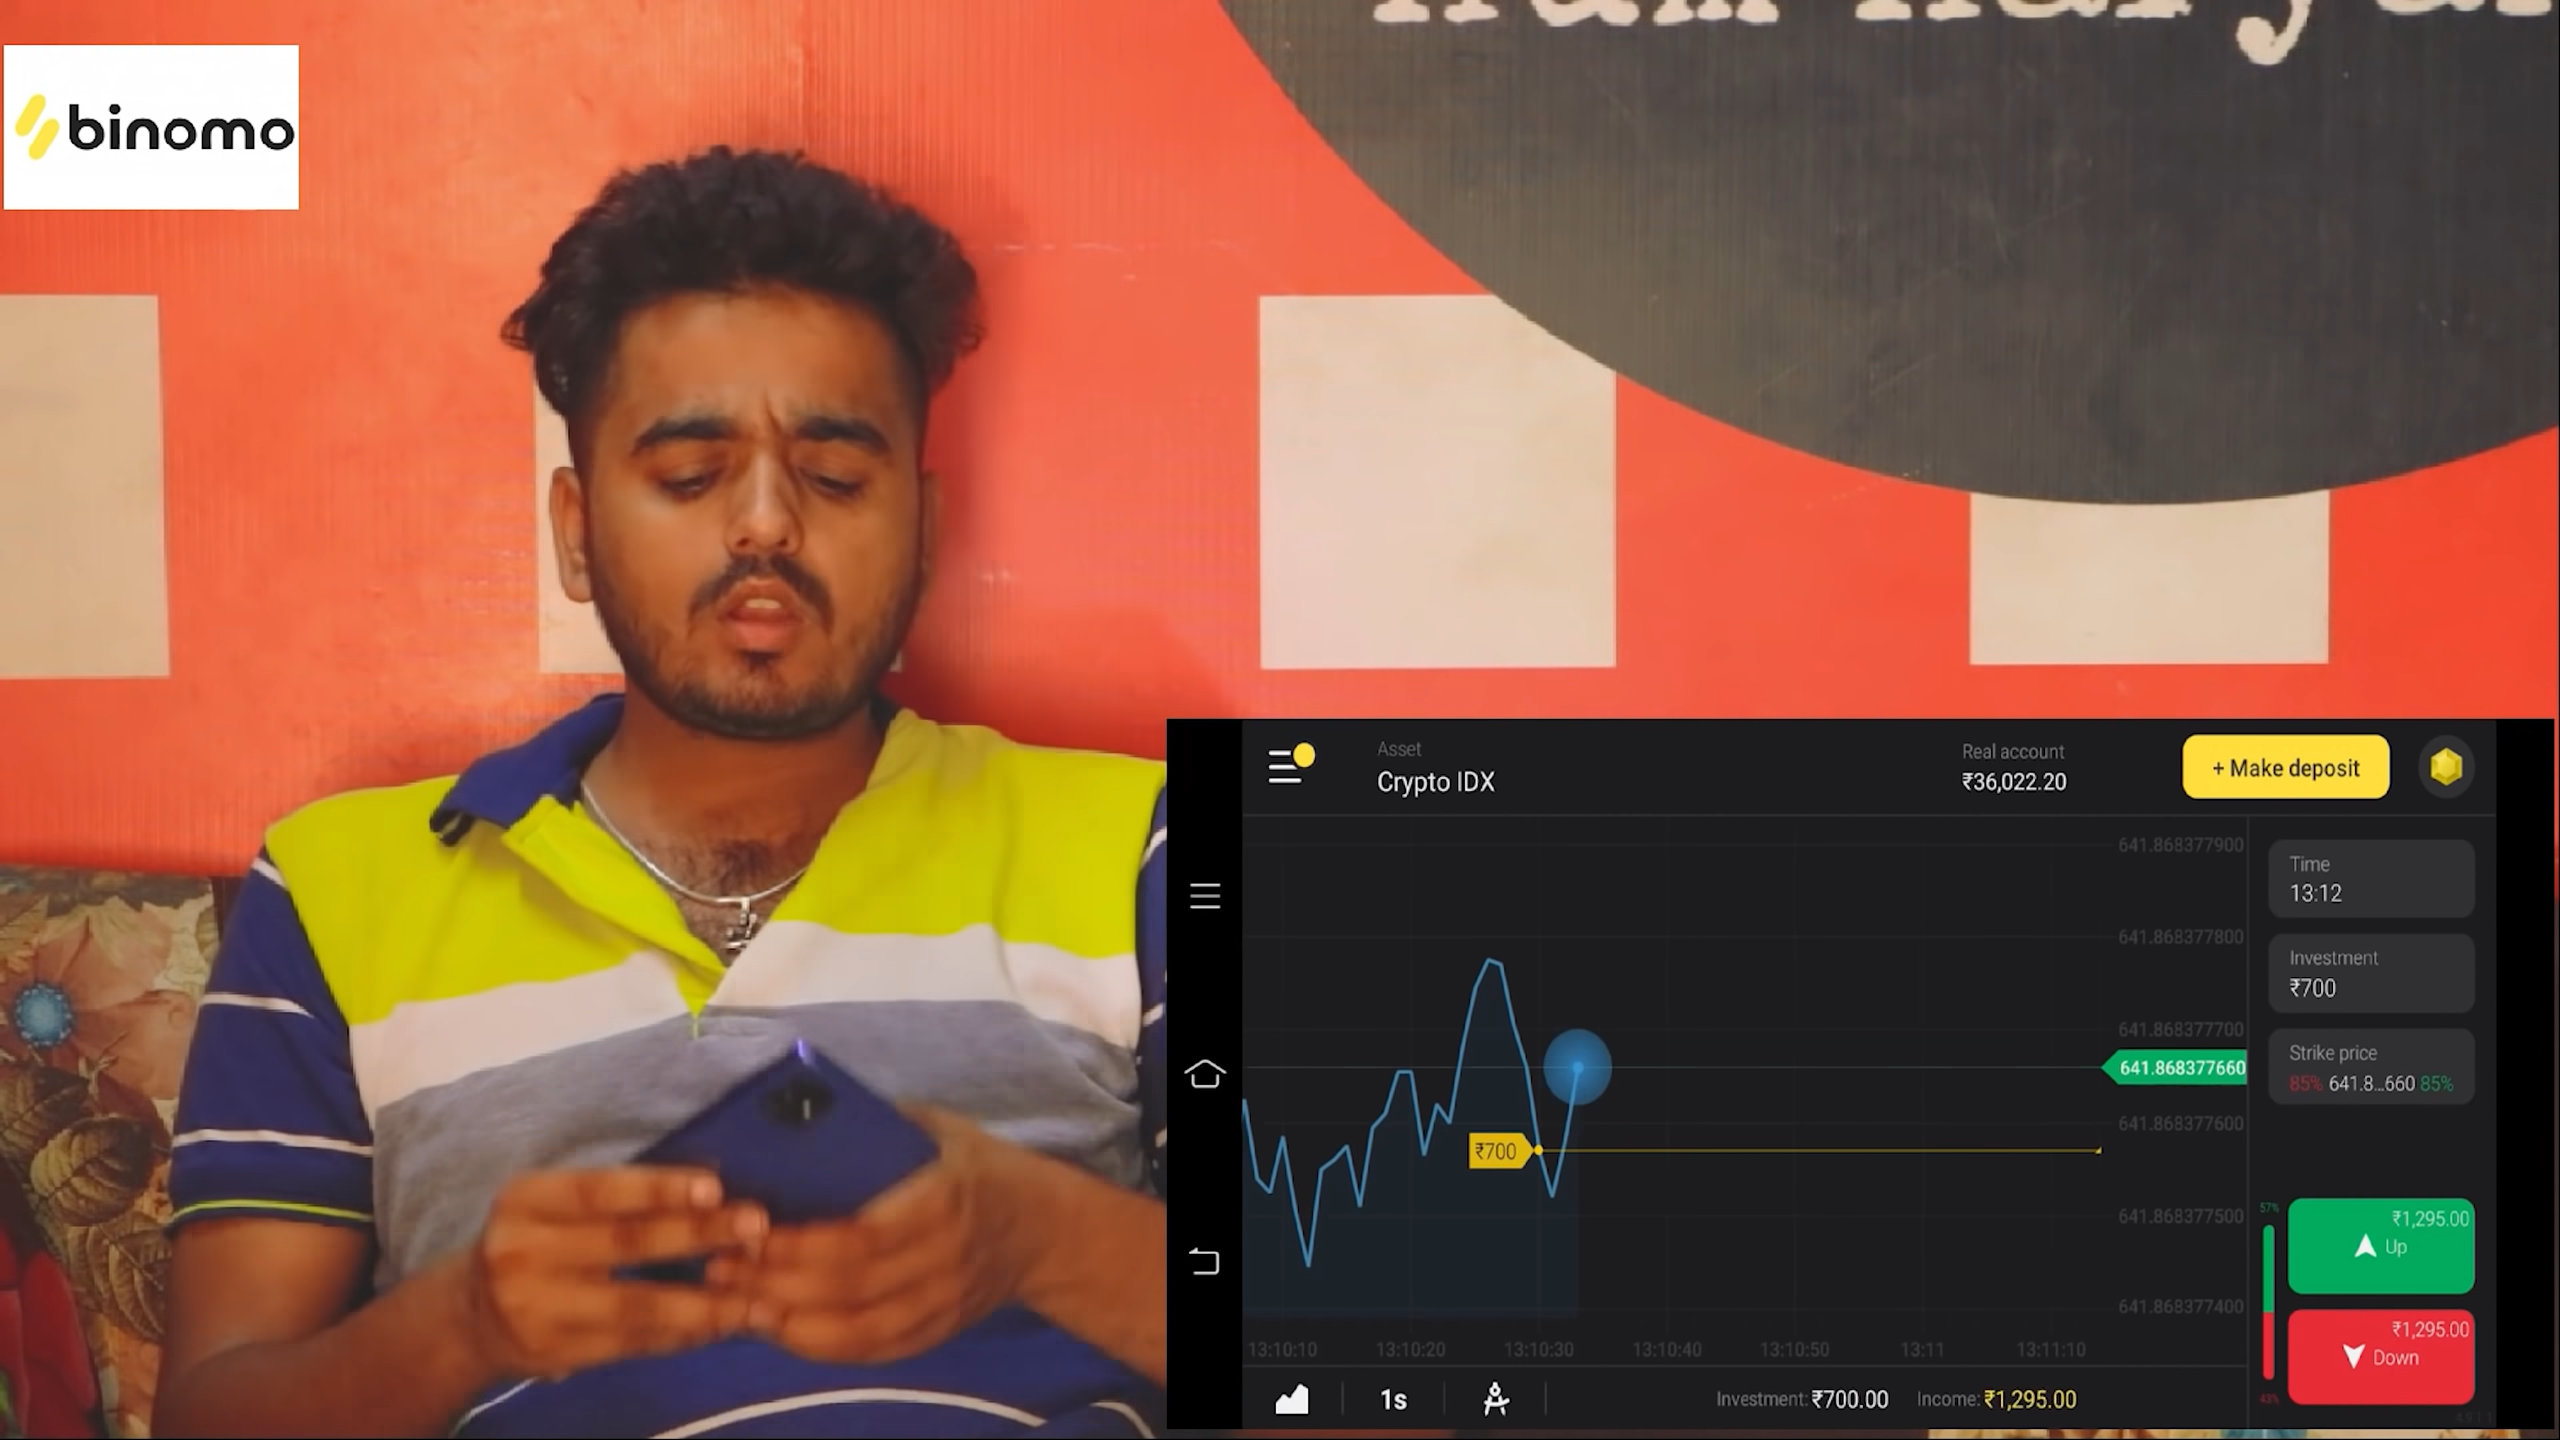 binomo
Asset
Crypto IDX
Real account
₹36,022.20
+ Make deposit
641.868377900
641.868377800
641.868377700
641.868377660
641.868377600
641.868377500
641.868377400
₹700
Time
13:12
Investment
₹700
Strike price
85% 641.8...660 85%
57%
₹1,295.00
Up
₹1,295.00
Down
43%
13:10:10 13:10:20 13:10:30 13:10:40 13:10:50 13:11 13:11:10
1s
Investment: ₹700.00 Income: ₹1,295.00